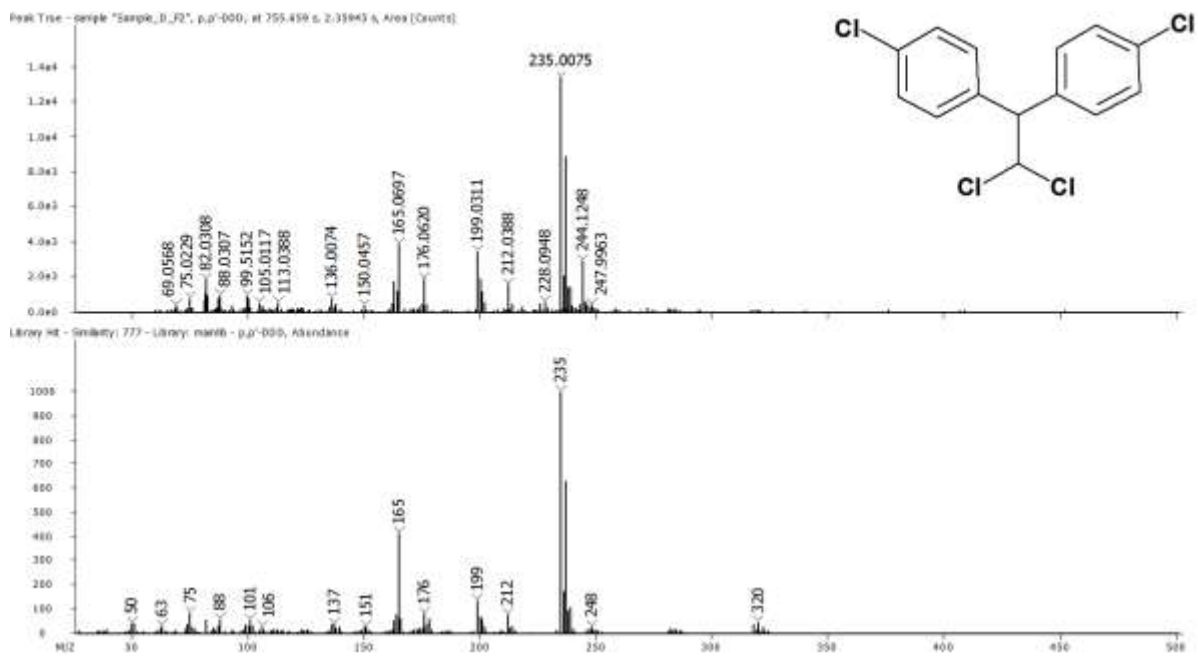 Peak True - sample "Sample_D_F2", p,p'-DDD, at 755.659 s, 2.35943 s, Area [Counts]
Cl
Cl
Cl
Cl
1.4e4
1.2e4
1.0e4
8.0e3
6.0e3
4.0e3
2.0e3
0.0e0
69.0568
75.0229
82.0308
88.0307
99.5152
105.0117
113.0388
136.0074
150.0457
165.0697
176.0620
199.0311
212.0388
228.0948
235.0075
244.1248
247.9963
Library Hit - Similarity: 777 - Library: mainlib - p,p'-DDD, Abundance
1000
900
800
700
600
500
400
300
200
100
0
50
63
75
88
101
106
137
151
165
176
199
212
235
248
320
M/Z 50 100 150 200 250 300 350 400 450 500